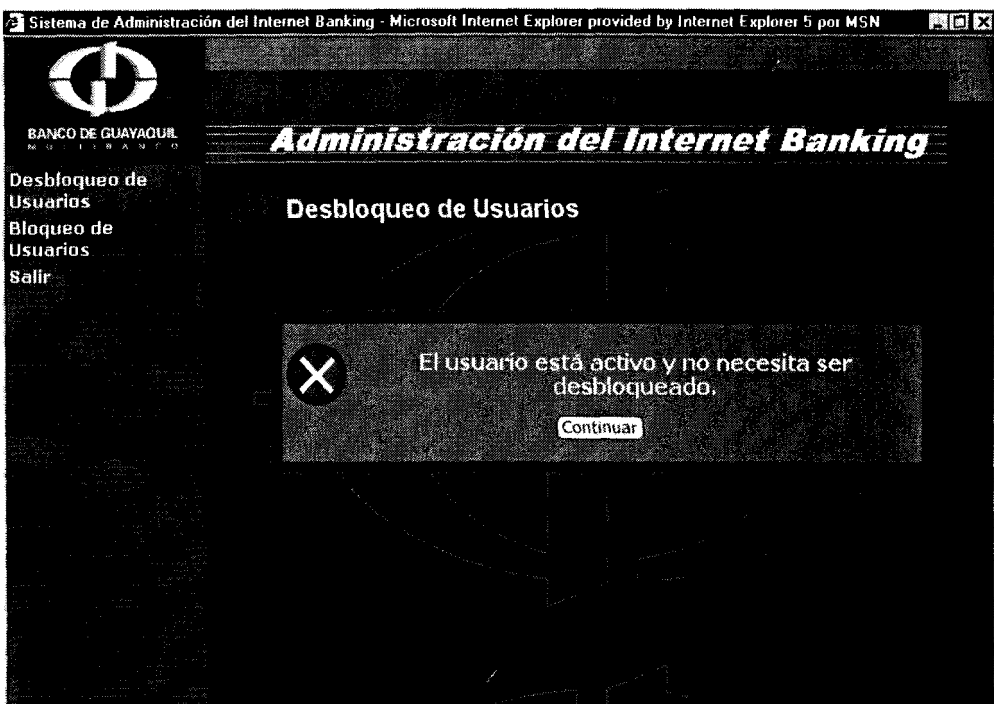 Sistema de Administración del Internet Banking - Microsoft Internet Explorer provided by Internet Explorer 5 por MSN
BANCO DE GUAYAQUIL
MULTIBANCO
Administración del Internet Banking
Desbloqueo de
Usuarios
Bloqueo de
Usuarios
Salir
Desbloqueo de Usuarios
El usuario está activo y no necesita ser
desbloqueado.
Continuar